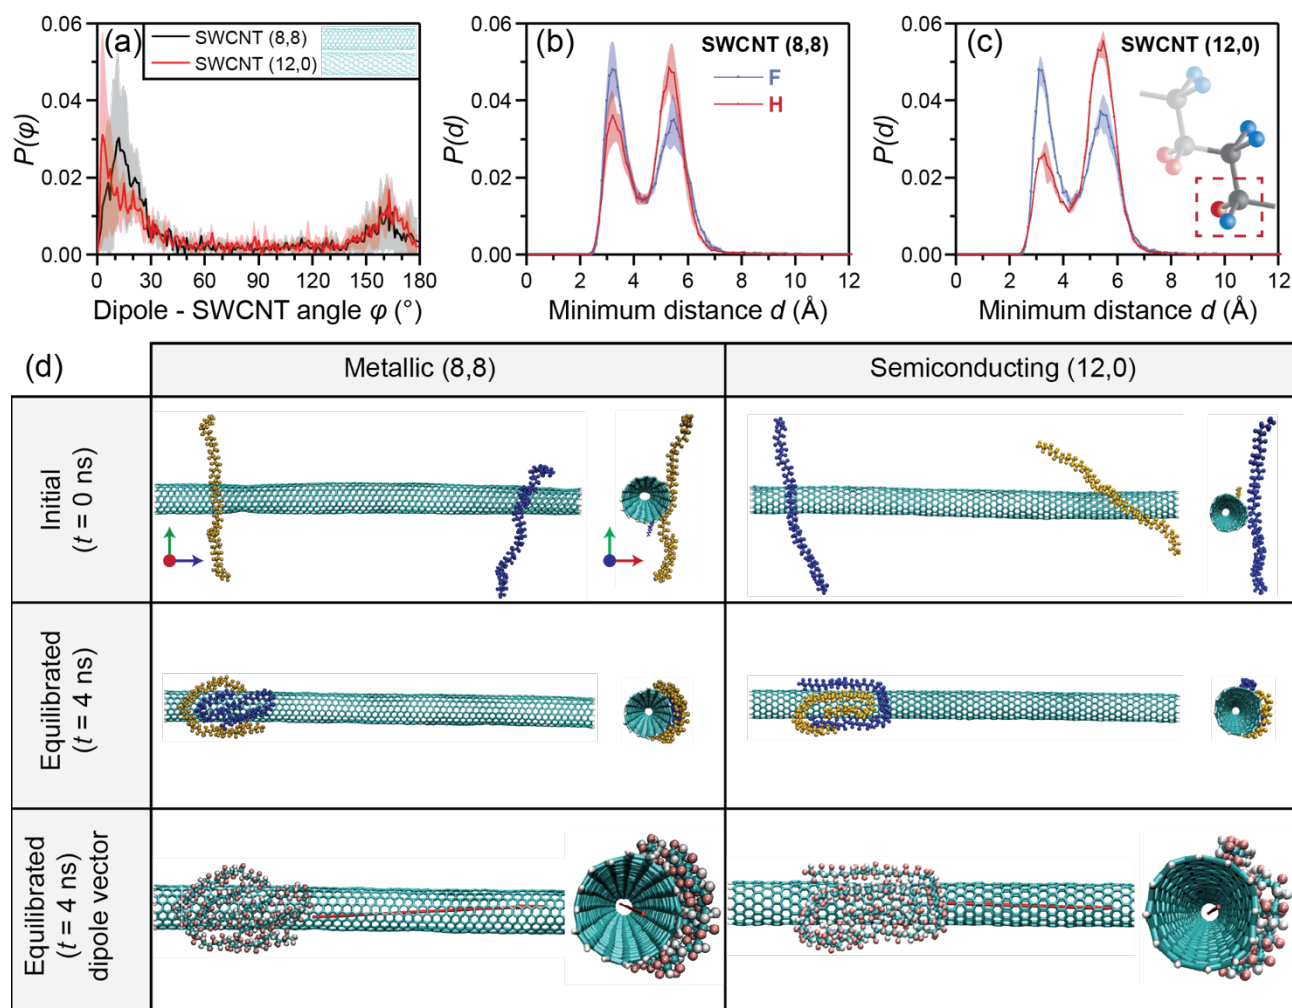 (a)
SWCNT (8,8)
SWCNT (12,0)
P(φ)
0.06
0.04
0.02
0.00
0 30 60 90 120 150 180
Dipole - SWCNT angle φ (°)
(b) SWCNT (8,8)
F
H
P(d)
0.06
0.04
0.02
0.00
0 2 4 6 8 10 12
Minimum distance d (Å)
(c) SWCNT (12,0)
P(d)
0.06
0.04
0.02
0.00
0 2 4 6 8 10 12
Minimum distance d (Å)
(d)
Metallic (8,8)
Semiconducting (12,0)
Initial
(t = 0 ns)
Equilibrated
(t = 4 ns)
Equilibrated
(t = 4 ns)
dipole vector